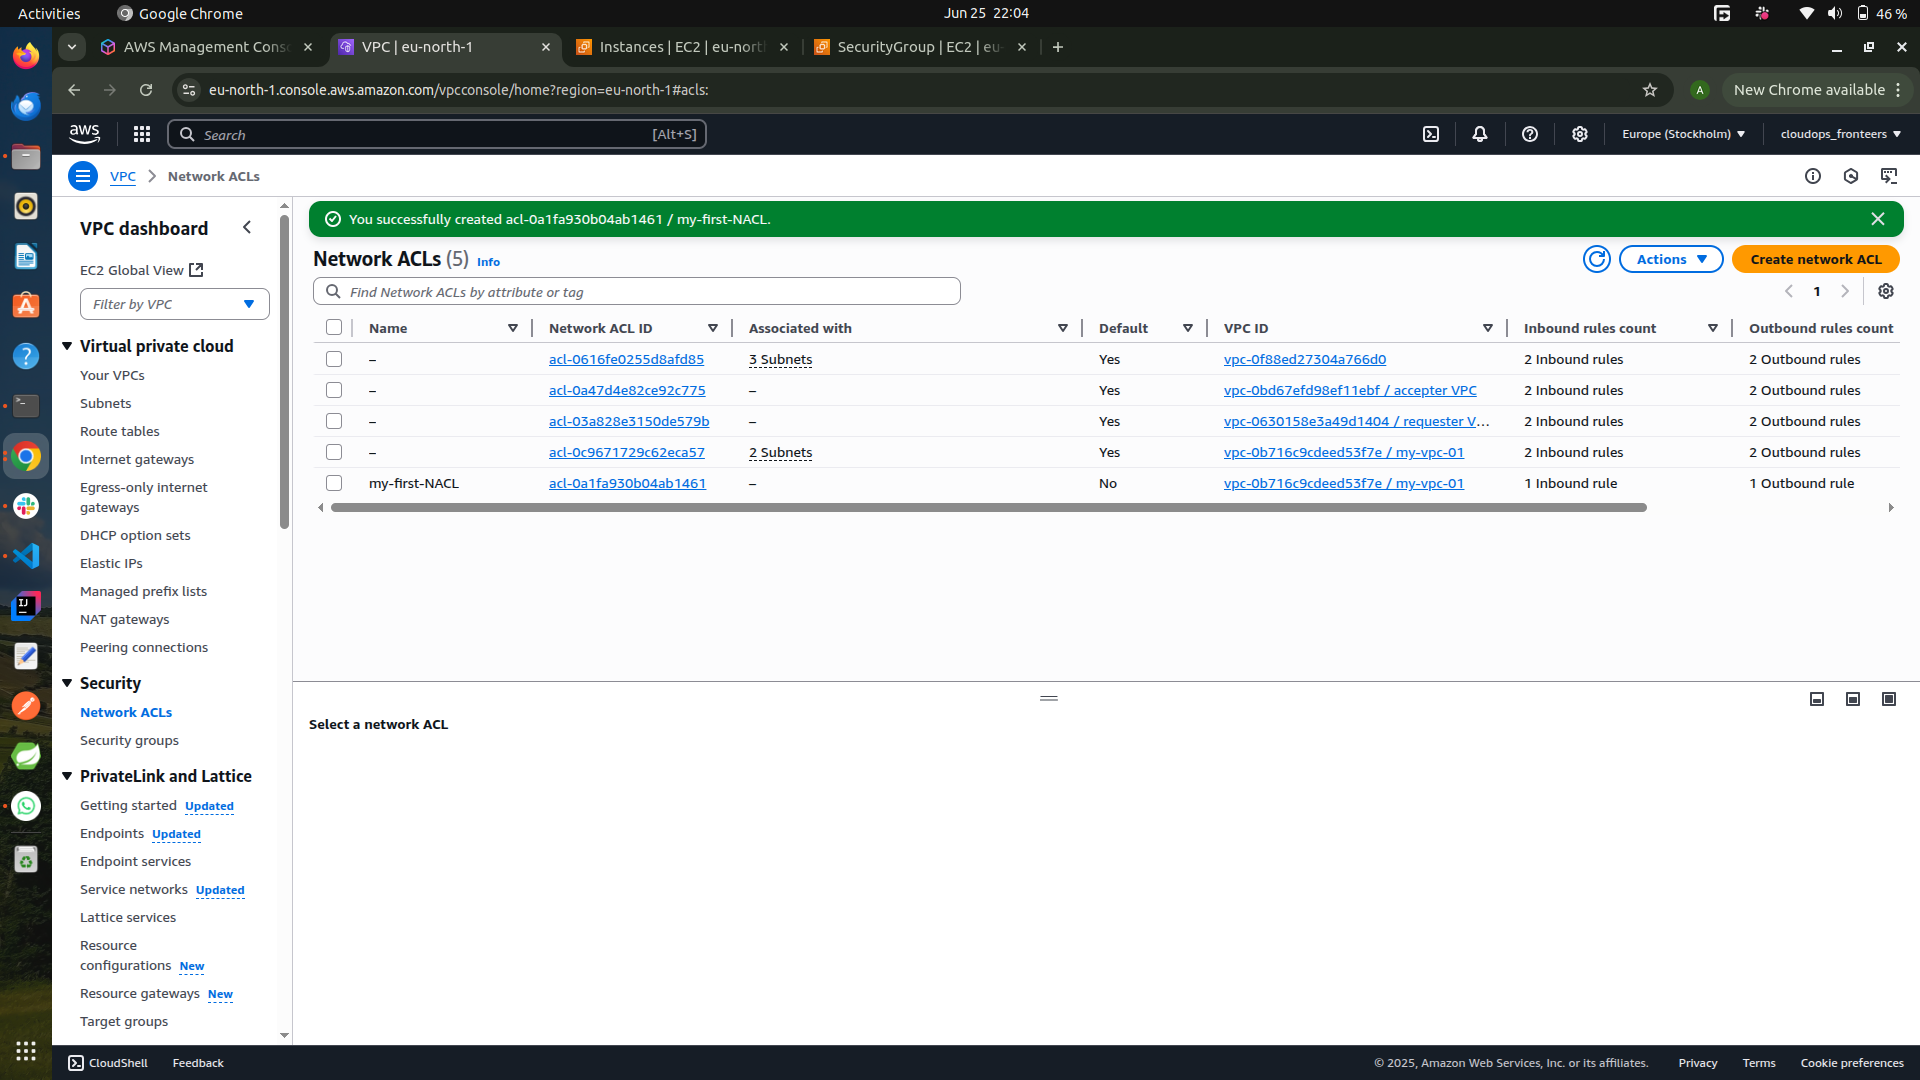 Activities
Google Chrome
Jun 25 22:04
46 %
AWS Management Conso
VPC | eu-north-1
Instances | EC2 | eu-nort
SecurityGroup | EC2 | eu-
eu-north-1.console.aws.amazon.com/vpcconsole/home?region=eu-north-1#acls:
A
New Chrome available
aws
Search
[Alt+S]
Europe (Stockholm)
cloudops_fronteers
VPC
Network ACLs
VPC dashboard
EC2 Global View
Filter by VPC
Virtual private cloud
Your VPCs
Subnets
Route tables
Internet gateways
Egress-only internet
gateways
DHCP option sets
Elastic IPs
Managed prefix lists
NAT gateways
Peering connections
Security
Network ACLs
Security groups
PrivateLink and Lattice
Getting started Updated
Endpoints Updated
Endpoint services
Service networks Updated
Lattice services
Resource
configurations New
Resource gateways New
Target groups
You successfully created acl-0a1fa930b04ab1461 / my-first-NACL.
Network ACLs (5) Info
Actions
Create network ACL
Find Network ACLs by attribute or tag
1
Name Network ACL ID Associated with Default VPC ID Inbound rules count Outbound rules count
– acl-0616fe0255d8afd85 3 Subnets Yes vpc-0f88ed27304a766d0 2 Inbound rules 2 Outbound rules
– acl-0a47d4e82ce92c775 – Yes vpc-0bd67efd98ef11ebf / accepter VPC 2 Inbound rules 2 Outbound rules
– acl-03a828e3150de579b – Yes vpc-0630158e3a49d1404 / requester V... 2 Inbound rules 2 Outbound rules
– acl-0c9671729c62eca57 2 Subnets Yes vpc-0b716c9cdeed53f7e / my-vpc-01 2 Inbound rules 2 Outbound rules
my-first-NACL acl-0a1fa930b04ab1461 – No vpc-0b716c9cdeed53f7e / my-vpc-01 1 Inbound rule 1 Outbound rule
Select a network ACL
CloudShell
Feedback
© 2025, Amazon Web Services, Inc. or its affiliates.
Privacy
Terms
Cookie preferences